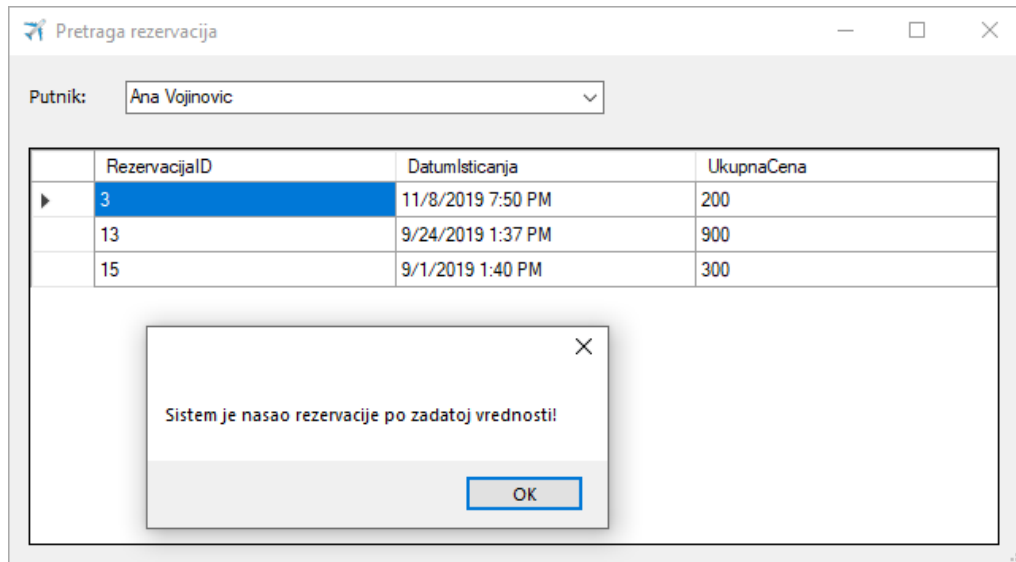 Pretraga rezervacija
Putnik: Ana Vojinovic
RezervacijaID DatumIsticanja UkupnaCena
3 11/8/2019 7:50 PM 200
13 9/24/2019 1:37 PM 900
15 9/1/2019 1:40 PM 300
Sistem je nasao rezervacije po zadatoj vrednosti!
OK